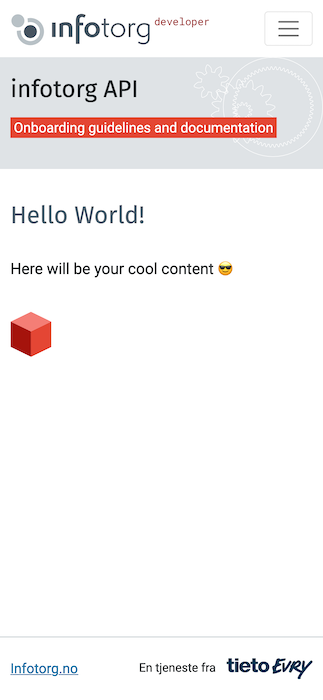 infotorg developer
infotorg API
Onboarding guidelines and documentation
Hello World!
Here will be your cool content 😎
Infotorg.no
En tjeneste fra tietoEVRY